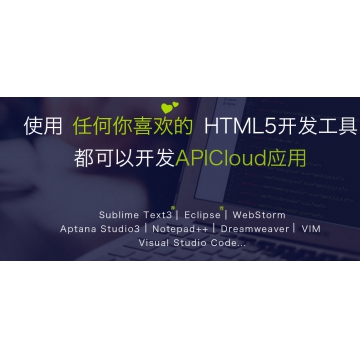 使用 任何你喜欢的 HTML5开发工具
都可以开发APICloud应用
Sublime Text3 | Eclipse | WebStorm
Aptana Studio3 | Notepad++ | Dreamweaver | VIM
Visual Studio Code...